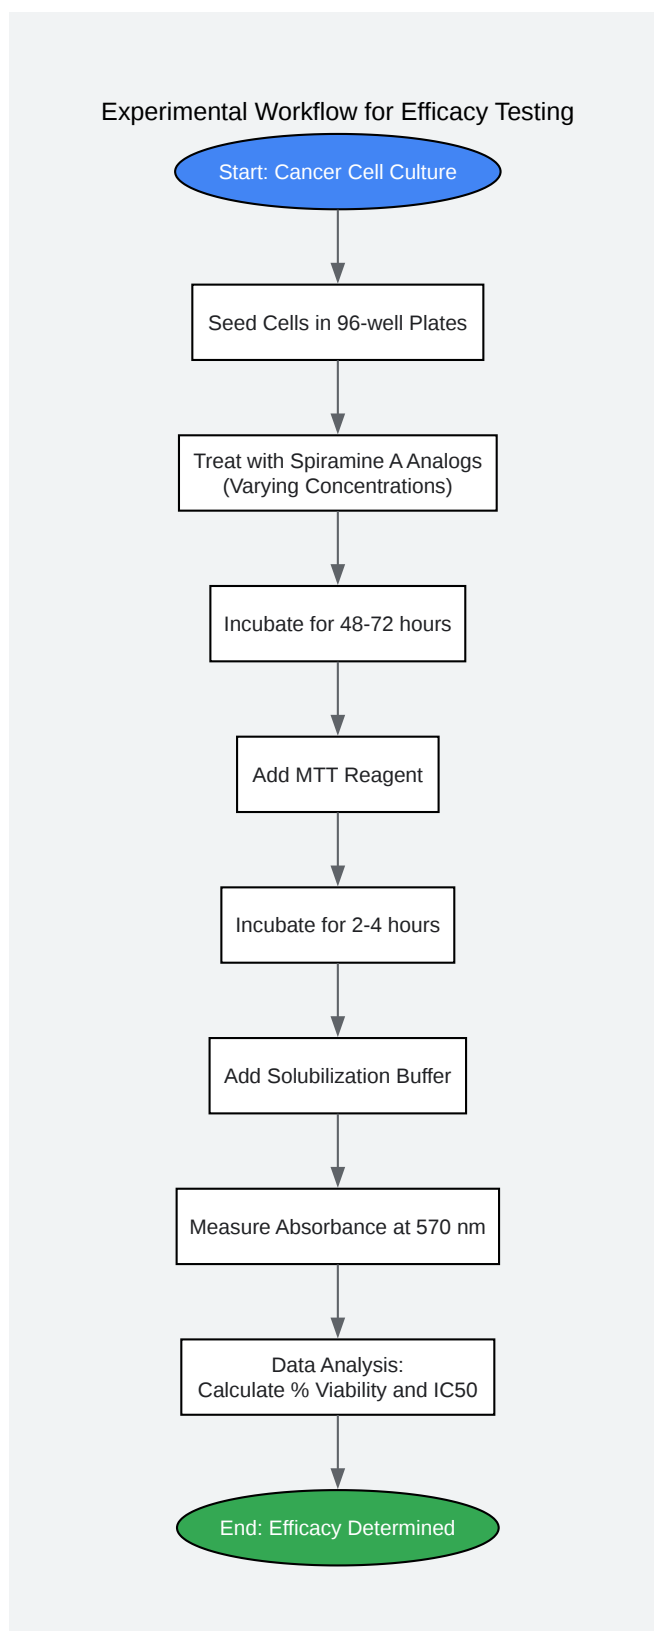 Experimental Workflow for Efficacy Testing
Start: Cancer Cell Culture
Seed Cells in 96-well Plates
Treat with Spiramine A Analogs
(Varying Concentrations)
Incubate for 48-72 hours
Add MTT Reagent
Incubate for 2-4 hours
Add Solubilization Buffer
Measure Absorbance at 570 nm
Data Analysis:
Calculate % Viability and IC50
End: Efficacy Determined